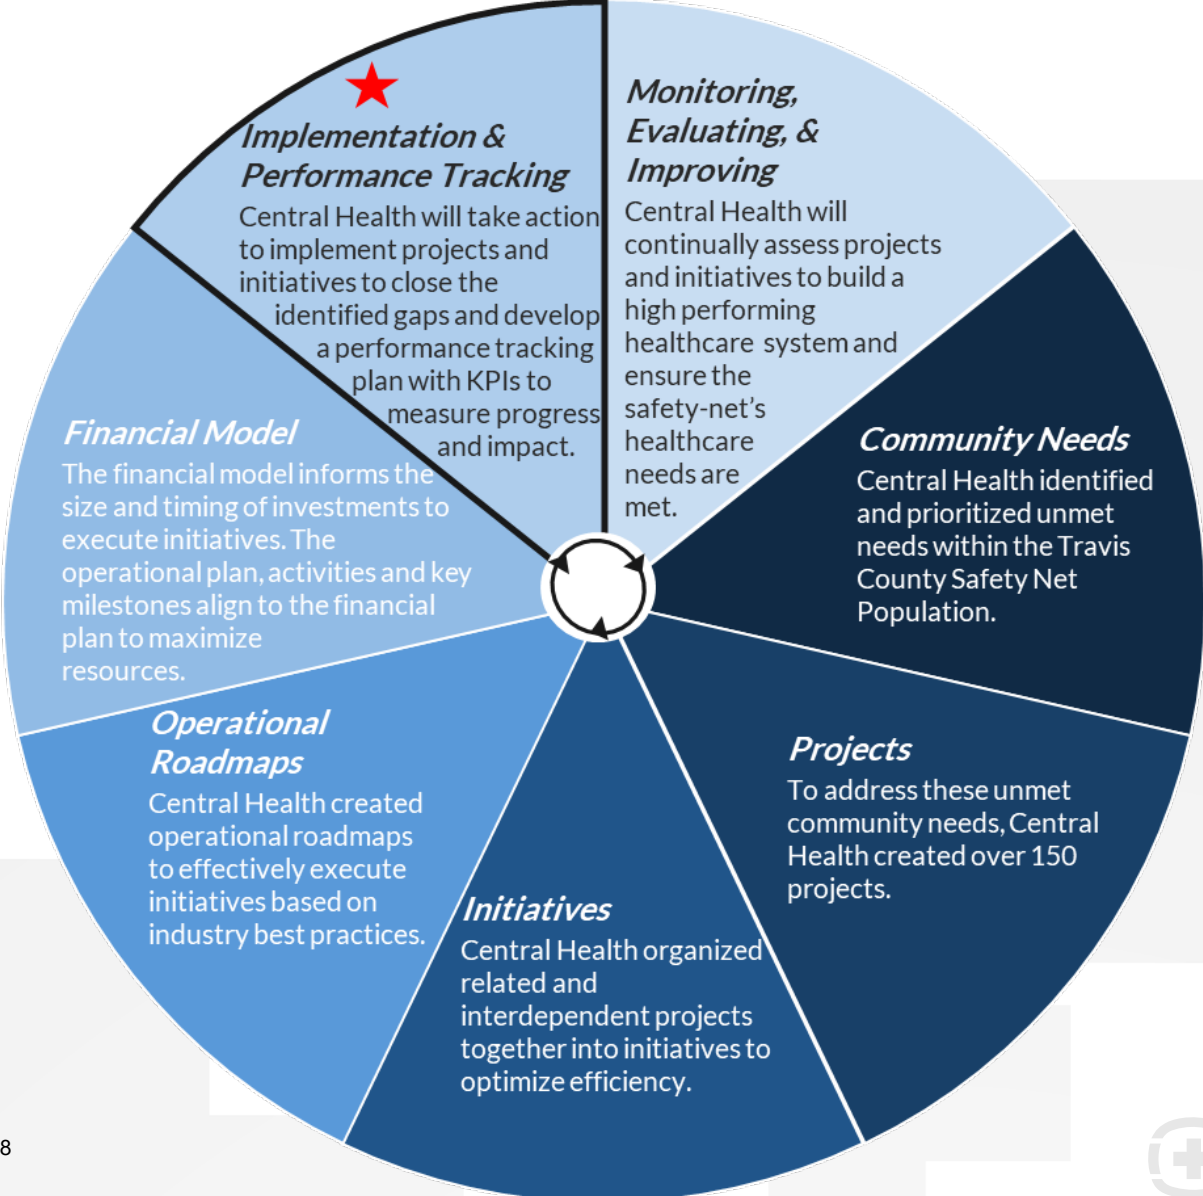 Implementation &
Performance Tracking
Central Health will take action
to implement projects and
initiatives to close the
identified gaps and develop
a performance tracking
plan with KPIs to
measure progress
and impact.
Monitoring,
Evaluating, &
Improving
Central Health will
continually assess projects
and initiatives to build a
high performing
healthcare system and
ensure the
safety-net’s
healthcare
needs are
met.
Community Needs
Central Health identified
and prioritized unmet
needs within the Travis
County Safety Net
Population.
Projects
To address these unmet
community needs, Central
Health created over 150
projects.
Initiatives
Central Health organized
related and
interdependent projects
together into initiatives to
optimize efficiency.
Operational
Roadmaps
Central Health created
operational roadmaps
to effectively execute
initiatives based on
industry best practices.
Financial Model
The financial model informs the
size and timing of investments to
execute initiatives. The
operational plan, activities and key
milestones align to the financial
plan to maximize
resources.
8